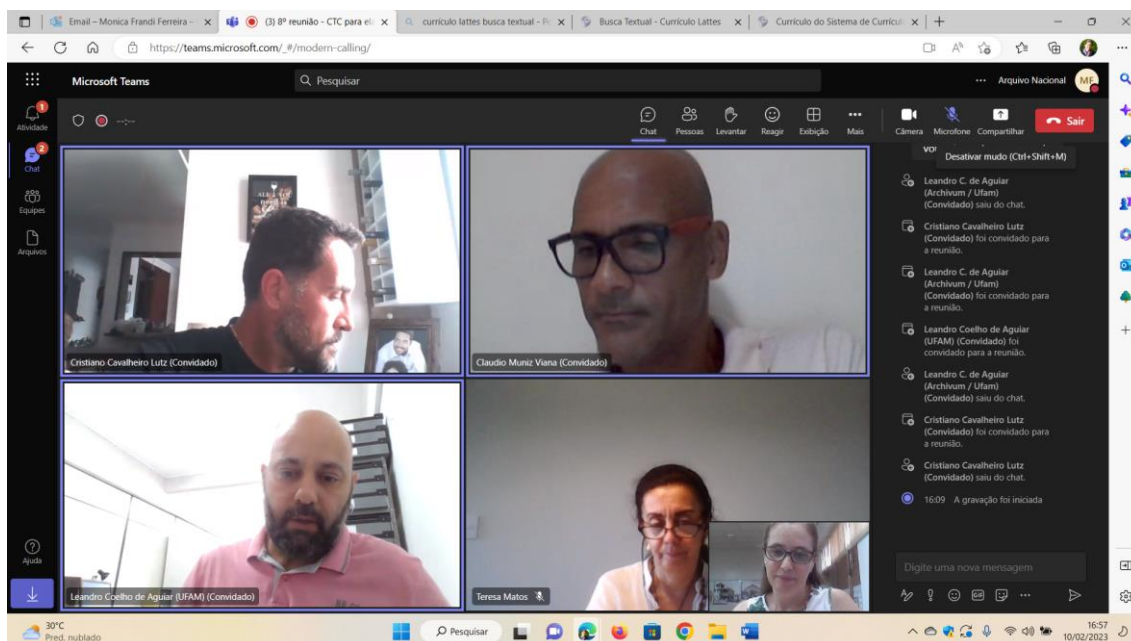 Email – Monica Frandi Ferreira –
(3) 8º reunião - CTC para el
currículo lattes busca textual - P
Busca Textual - Currículo Lattes
Currículo do Sistema de Currícul
https://teams.microsoft.com/_#/modern-calling/
Microsoft Teams
Pesquisar
Arquivo Nacional
MF
1
Atividade
2
Chat
Equipes
Arquivos
Ajuda
--:--
Chat
Pessoas
Levantar
Reagir
Exibição
Mais
Câmera
Microfone
Compartilhar
Sair
Desativar mudo (Ctrl+Shift+M)
Cristiano Cavalheiro Lutz (Convidado)
Claudio Muniz Viana (Convidado)
Leandro Coelho de Aguiar (UFAM) (Convidado)
Teresa Matos
Leandro C. de Aguiar
(Archivum / Ufam)
(Convidado) saiu do chat.
Cristiano Cavalheiro Lutz
(Convidado) foi convidado para
a reunião.
Leandro C. de Aguiar
(Archivum / Ufam)
(Convidado) foi convidado para
a reunião.
Leandro Coelho de Aguiar
(UFAM) (Convidado) foi
convidado para a reunião.
Leandro C. de Aguiar
(Archivum / Ufam)
(Convidado) saiu do chat.
Cristiano Cavalheiro Lutz
(Convidado) foi convidado para
a reunião.
Cristiano Cavalheiro Lutz
(Convidado) saiu do chat.
16:09 A gravação foi iniciada
Digite uma nova mensagem
GIF
30°C
Pred. nublado
Pesquisar
16:57
10/02/2023